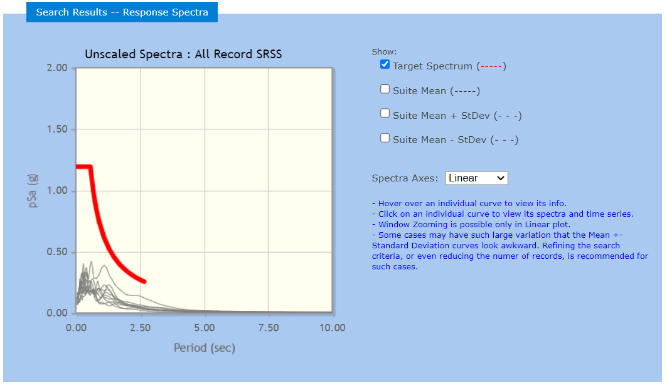 Search Results -- Response Spectra
Unscaled Spectra : All Record SRSS
2.00
1.50
1.00
0.50
0.00
pSa (g)
0.00 2.50 5.00 7.50 10.00
Period (sec)
Show:
Target Spectrum (-----)
Suite Mean (-----)
Suite Mean + StDev (- - -)
Suite Mean - StDev (- - -)
Spectra Axes: Linear
- Hover over an individual curve to view its info.
- Click on an individual curve to view its spectra and time series.
- Window Zooming is possible only in Linear plot.
- Some cases may have such large variation that the Mean +-
Standard Deviation curves look awkward. Refining the search
criteria, or even reducing the numer of records, is recommended for
such cases.